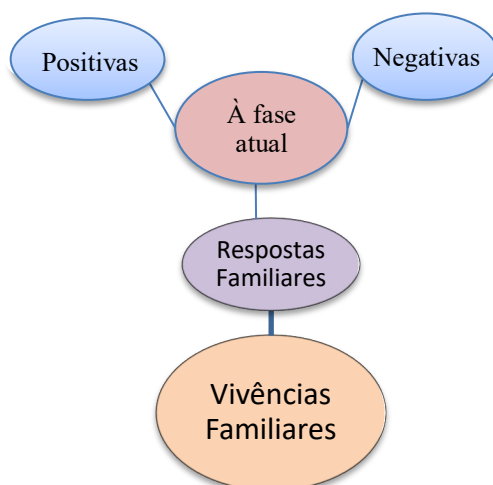 Positivas
Negativas
À fase
atual
Respostas
Familiares
Vivências
Familiares